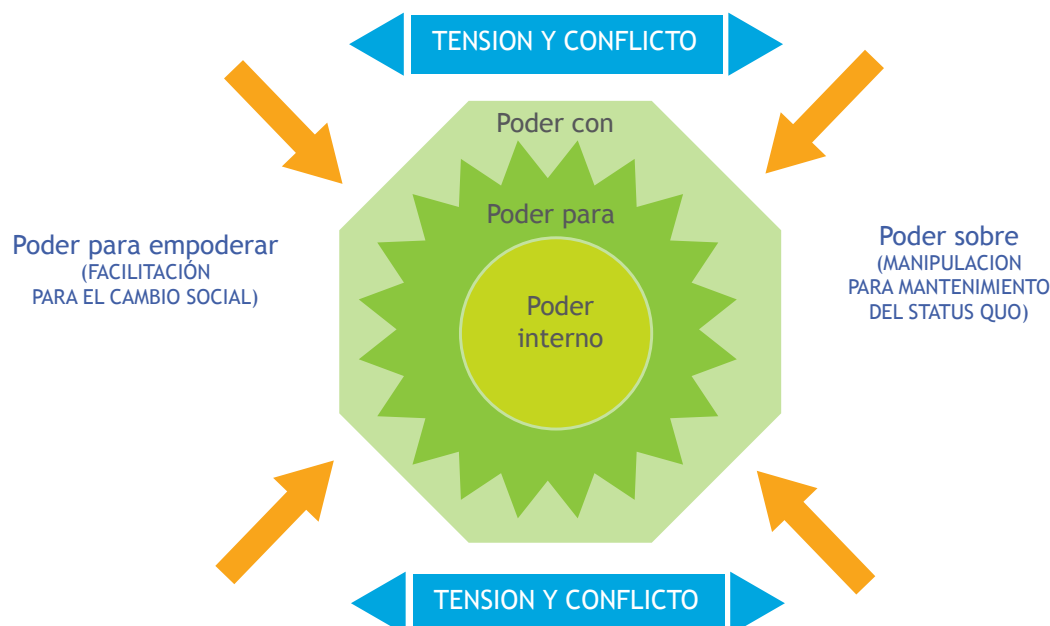 TENSION Y CONFLICTO
Poder con
Poder para
Poder para empoderar
(FACILITACIÓN
PARA EL CAMBIO SOCIAL)
Poder sobre
(MANIPULACION
PARA MANTENIMIENTO
DEL STATUS QUO)
Poder
interno
TENSION Y CONFLICTO